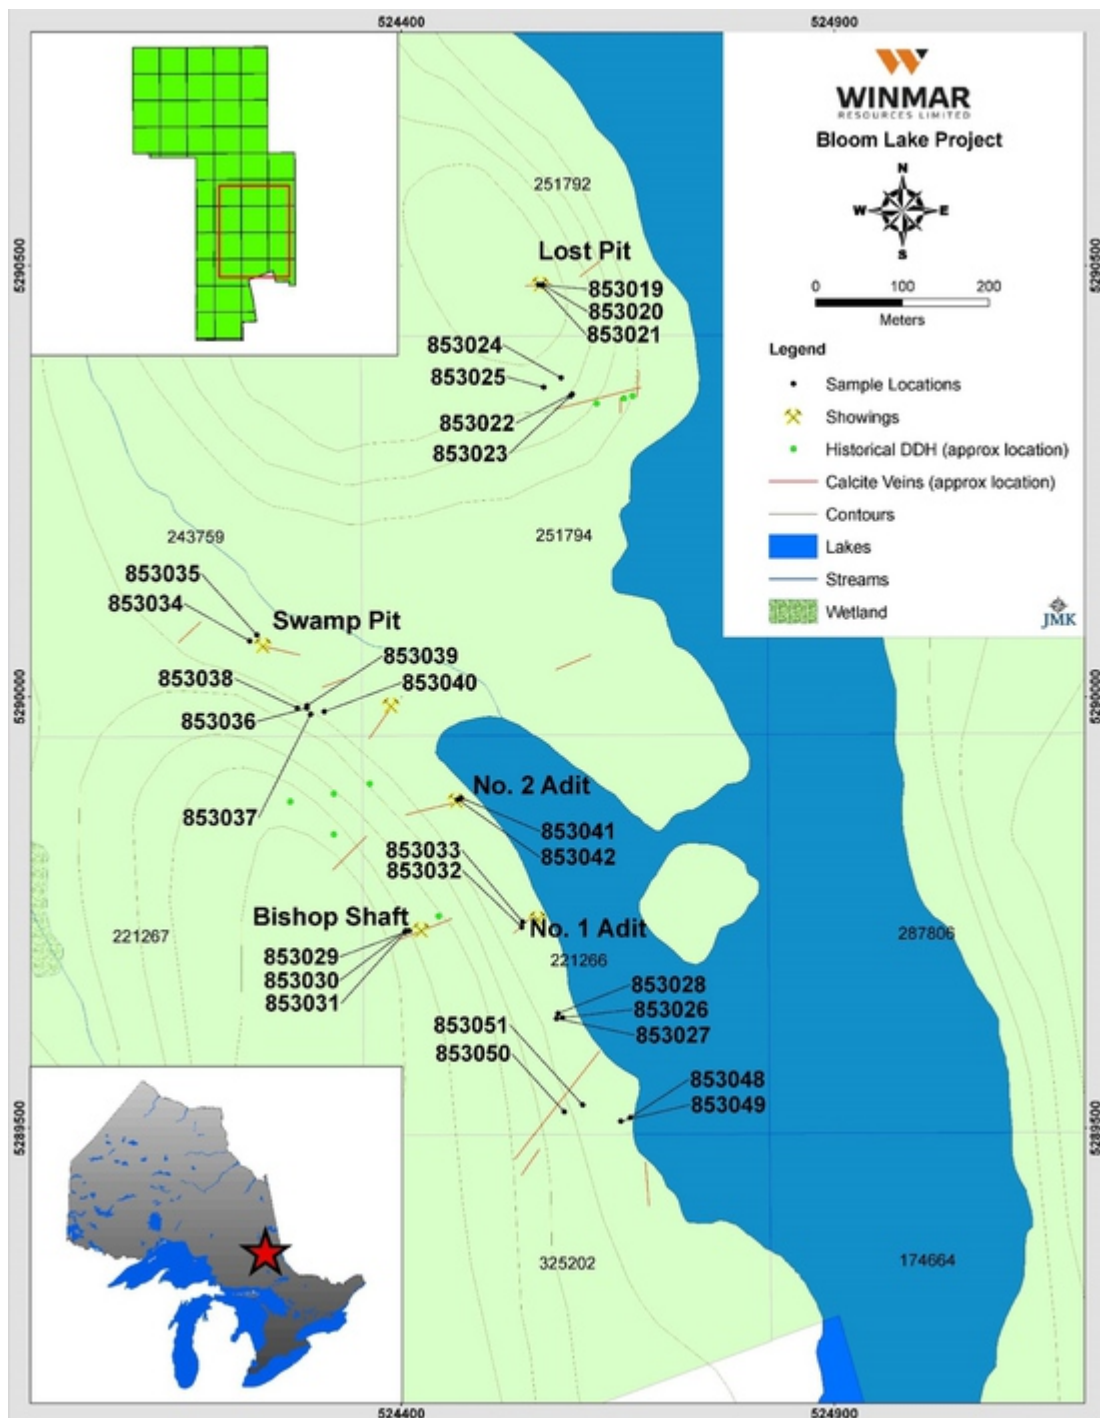 524400
524900
WINMAR
RESOURCES LIMITED
Bloom Lake Project
N
W
E
S
0
100
200
Meters
Legend
Sample Locations
Showings
Historical DDH (approx location)
Calcite Veins (approx location)
Contours
Lakes
Streams
Wetland
JMK
251792
5290500
5290500
Lost Pit
853019
853020
853021
853024
853025
853022
853023
243759
251794
853035
853034
Swamp Pit
853039
853038
853040
853036
5290000
5290000
853037
No. 2 Adit
853041
853042
853033
853032
Bishop Shaft
No. 1 Adit
221267
287806
853029
853030
853031
221266
853028
853026
853027
853051
853050
853048
853049
5289500
5289500
325202
174664
524400
524900